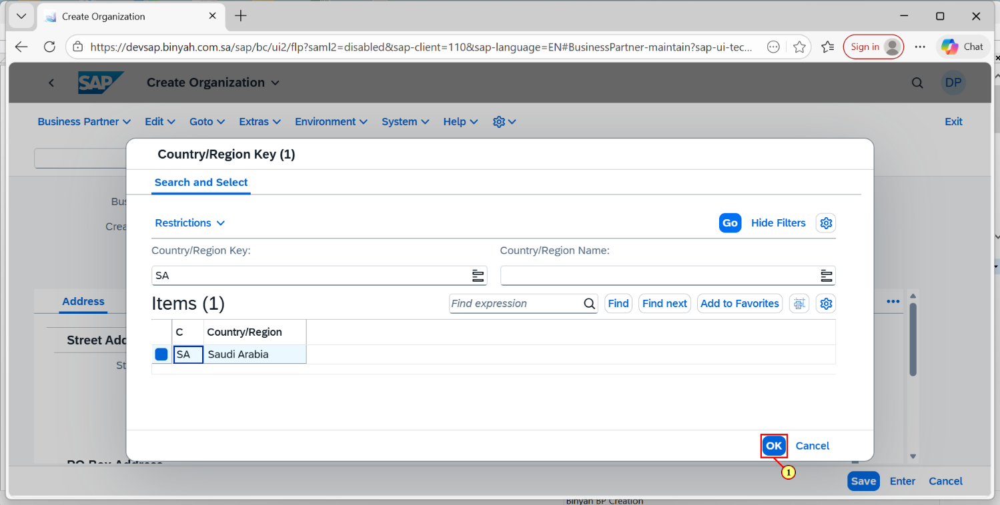 Create Organization
https://devsap.binyah.com.sa/sap/bc/ui2/flp?saml2=disabled&sap-client=110&sap-language=EN#BusinessPartner-maintain?sap-ui-tec...
Sign in
Chat
SAP
Create Organization
DP
Business Partner
Edit
Goto
Extras
Environment
System
Help
Exit
Country/Region Key (1)
Search and Select
Bus
Restrictions
Go
Hide Filters
Crea
Country/Region Key:
Country/Region Name:
SA
Address
Items (1)
Find expression
Find
Find next
Add to Favorites
C
Country/Region
Street Add
SA
Saudi Arabia
St
OK
Cancel
PO Box Address
1
Save
Enter
Cancel
Binyan BP Creation